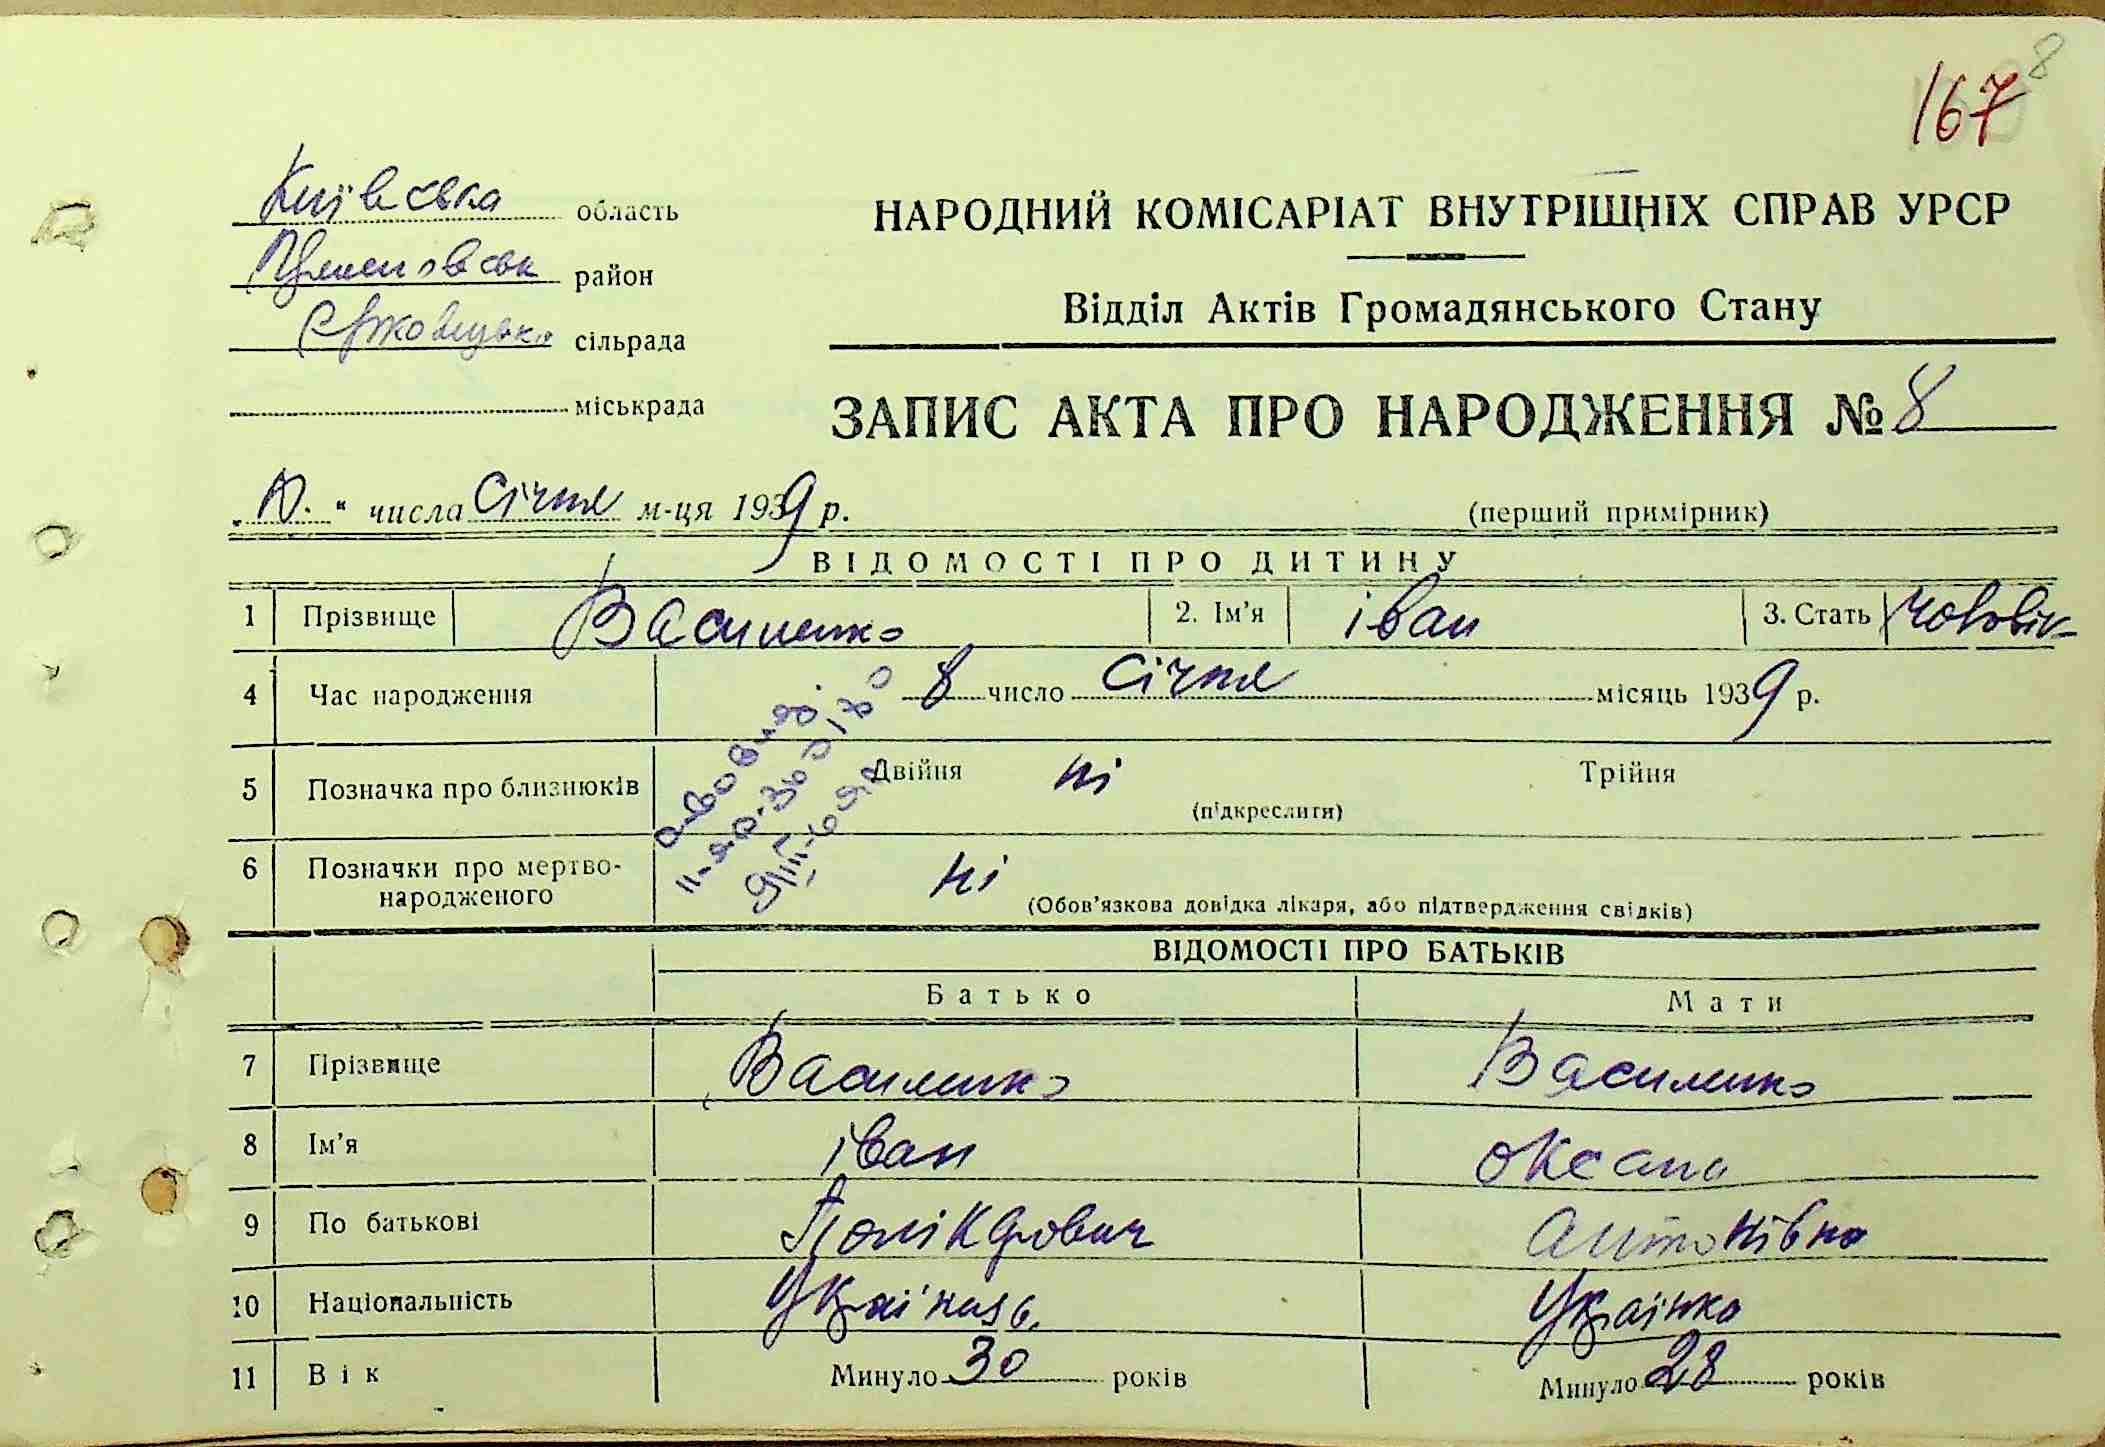 167
8
Київська область
район
сільрада
міськрада
НАРОДНИЙ КОМІСАРІАТ ВНУТРІШНІХ СПРАВ УРСР
Відділ Актів Громадянського Стану
ЗАПИС АКТА ПРО НАРОДЖЕННЯ № 8
„10.“ числа Січня м-ця 1939 р.
(перший примірник)
ВІДОМОСТІ ПРО ДИТИНУ
1 Прізвище Василенко 2. Ім'я іван 3. Стать Чоловік
4 Час народження 8 число Січня місяць 1939 р.
5 Позначка про близнюків Двійня ні Трійня
(підкреслити)
6 Позначки про мертво-
народженого ні
(Обов'язкова довідка лікаря, або підтвердження свідків)
ВІДОМОСТІ ПРО БАТЬКІВ
Батько Мати
7 Прізвище Василенко Василенко
8 Ім'я іван Оксана
9 По батькові Антонівна
10 Національність Українець Українка
11 Вік Минуло 30 років Минуло 28 років